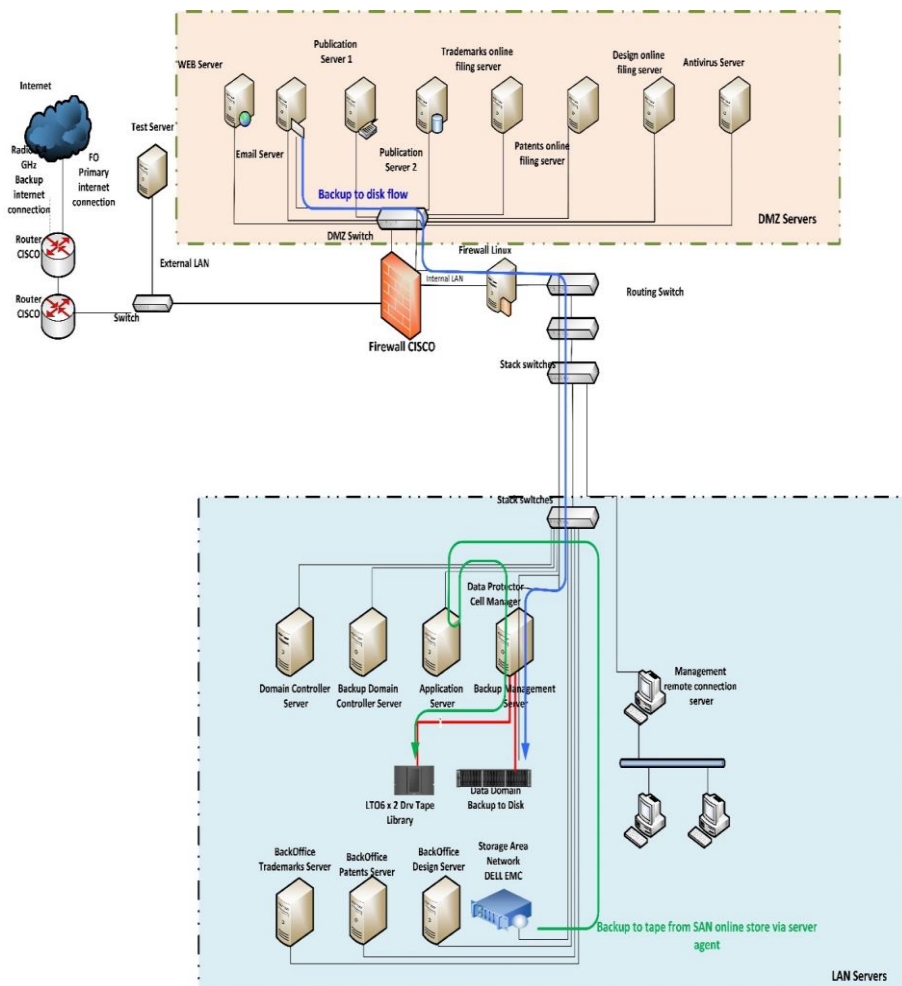 Publication
Server 1
Trademarks online
filing server
Design online
filing server
Antivirus Server
WEB Server
Internet
Test Server
Email Server
Publication
Server 2
Patents online
filing server
Radio
GHz
Backup
internet
connection
FO
Primary
internet
connection
Backup to disk flow
DMZ Servers
DMZ Switch
Firewall Linux
Router
CISCO
External LAN
Internal LAN
Routing Switch
Router
CISCO
Switch
Firewall CISCO
Stack switches
Stack switches
Data Protector
Cell Manager
Domain Controller
Server
Backup Domain
Controller Server
Application
Server
Backup Management
Server
Management
remote connection
server
LTO6 x 2 Drv Tape
Library
Data Domain
Backup to Disk
BackOffice
Trademarks Server
BackOffice
Patents Server
BackOffice
Design Server
Storage Area
Network
DELL EMC
Backup to tape from SAN online store via server
agent
LAN Servers